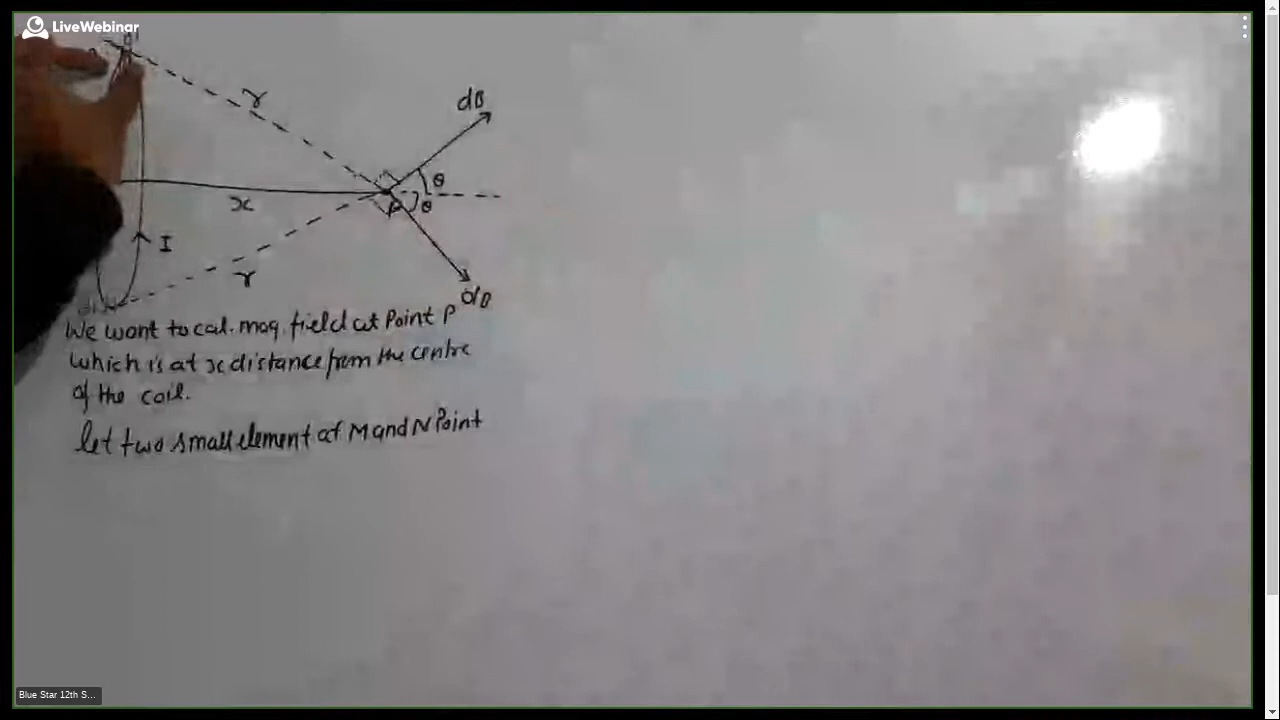 LiveWebinar
dB
r
θ
x
P
θ
I
r
dB
We want to cal. mag. field at Point P
which is at x distance from the centre
of the coil.
let two small element at M and N Point
Blue Star 12th S...